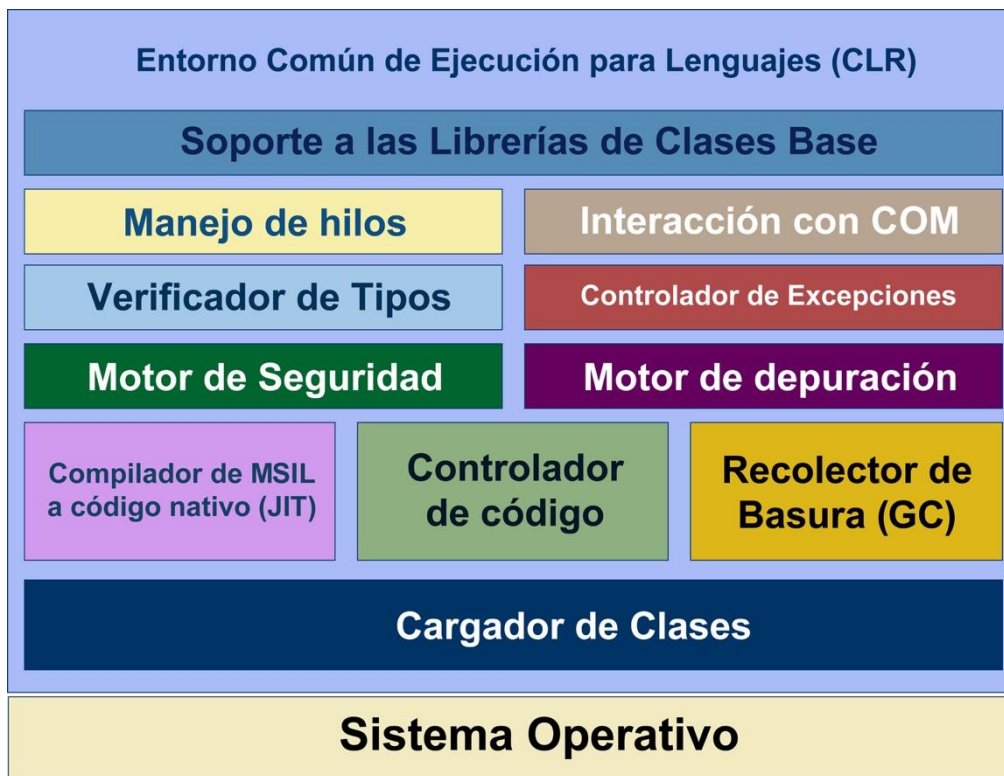 Entorno Común de Ejecución para Lenguajes (CLR)
Soporte a las Librerías de Clases Base
Manejo de hilos
Interacción con COM
Verificador de Tipos
Controlador de Excepciones
Motor de Seguridad
Motor de depuración
Compilador de MSIL
a código nativo (JIT)
Controlador
de código
Recolector de
Basura (GC)
Cargador de Clases
Sistema Operativo